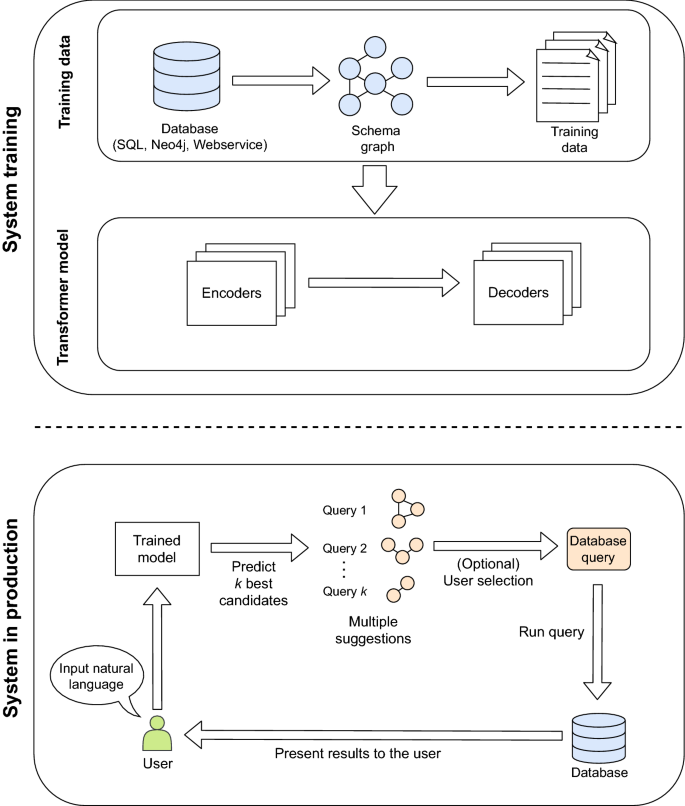 System training
Training data
Database
(SQL, Neo4j, Webservice)
Schema
graph
Training
data
Transformer model
Encoders
Decoders
System in production
Trained
model
Predict
k best
candidates
Query 1
Query 2
Query k
Multiple
suggestions
(Optional)
User selection
Database
query
Run query
Input natural
language
User
Present results to the user
Database